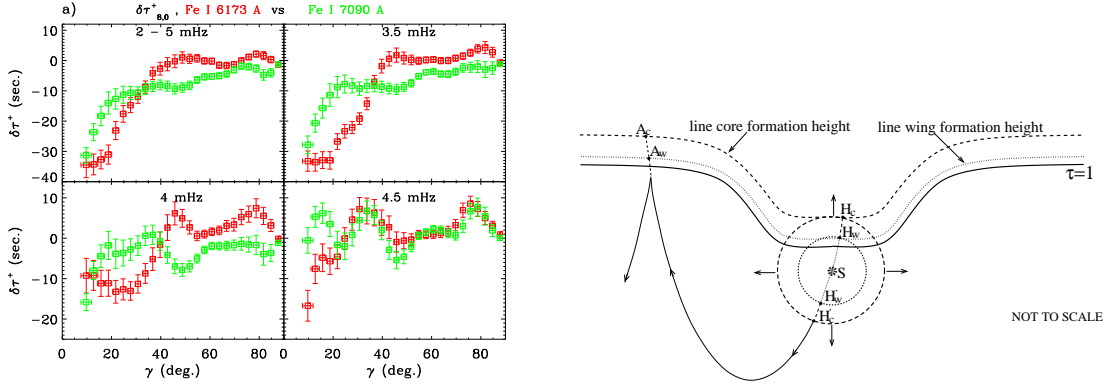 a) δτ⁺₈,₀ , Fe I 6173 A vs Fe I 7090 A
2 − 5 mHz
3.5 mHz
10
0
-10
-20
-30
-40
δτ⁺ (sec.)
4 mHz
4.5 mHz
10
0
-10
-20
δτ⁺ (sec.)
0 20 40 60 80
20 40 60 80
γ (deg.)
γ (deg.)
A_c
line core formation height
line wing formation height
A_w
τ=1
H_c
H_w
S
H_w
H_c
NOT TO SCALE